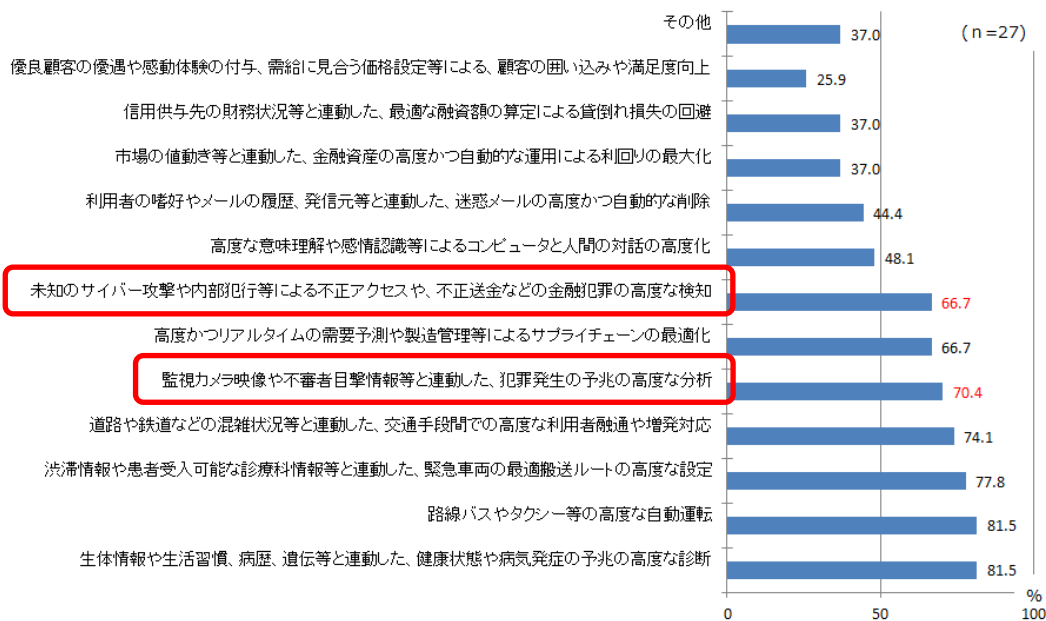 その他
37.0
(n=27)
優良顧客の優遇や感動体験の付与、需給に見合う価格設定等による、顧客の囲い込みや満足度向上
25.9
信用供与先の財務状況等と連動した、最適な融資額の算定による貸倒れ損失の回避
37.0
市場の値動き等と連動した、金融資産の高度かつ自動的な運用による利回りの最大化
37.0
利用者の嗜好やメールの履歴、発信元等と連動した、迷惑メールの高度かつ自動的な削除
44.4
高度な意味理解や感情認識等によるコンピュータと人間の対話の高度化
48.1
未知のサイバー攻撃や内部犯行等による不正アクセスや、不正送金などの金融犯罪の高度な検知
66.7
高度かつリアルタイムの需要予測や製造管理等によるサプライチェーンの最適化
66.7
監視カメラ映像や不審者目撃情報等と連動した、犯罪発生の予兆の高度な分析
70.4
道路や鉄道などの混雑状況等と連動した、交通手段間での高度な利用者融通や増発対応
74.1
渋滞情報や患者受入可能な診療科情報等と連動した、緊急車両の最適搬送ルートの高度な設定
77.8
路線バスやタクシー等の高度な自動運転
81.5
生体情報や生活習慣、病歴、遺伝等と連動した、健康状態や病気発症の予兆の高度な診断
81.5
%
0 50 100